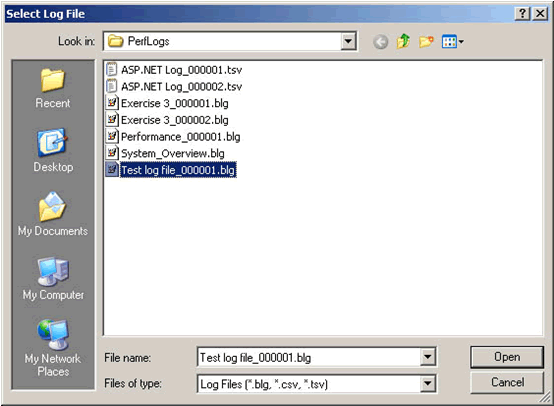 Select Log File
Look in: PerfLogs
Recent
Desktop
My Documents
My Computer
My Network
Places
ASP.NET Log_000001.tsv
ASP.NET Log_000002.tsv
Exercise 3_000001.blg
Exercise 3_000002.blg
Performance_000001.blg
System_Overview.blg
Test log file_000001.blg
File name: Test log file_000001.blg Open
Files of type: Log Files (*.blg, *.csv, *.tsv) Cancel